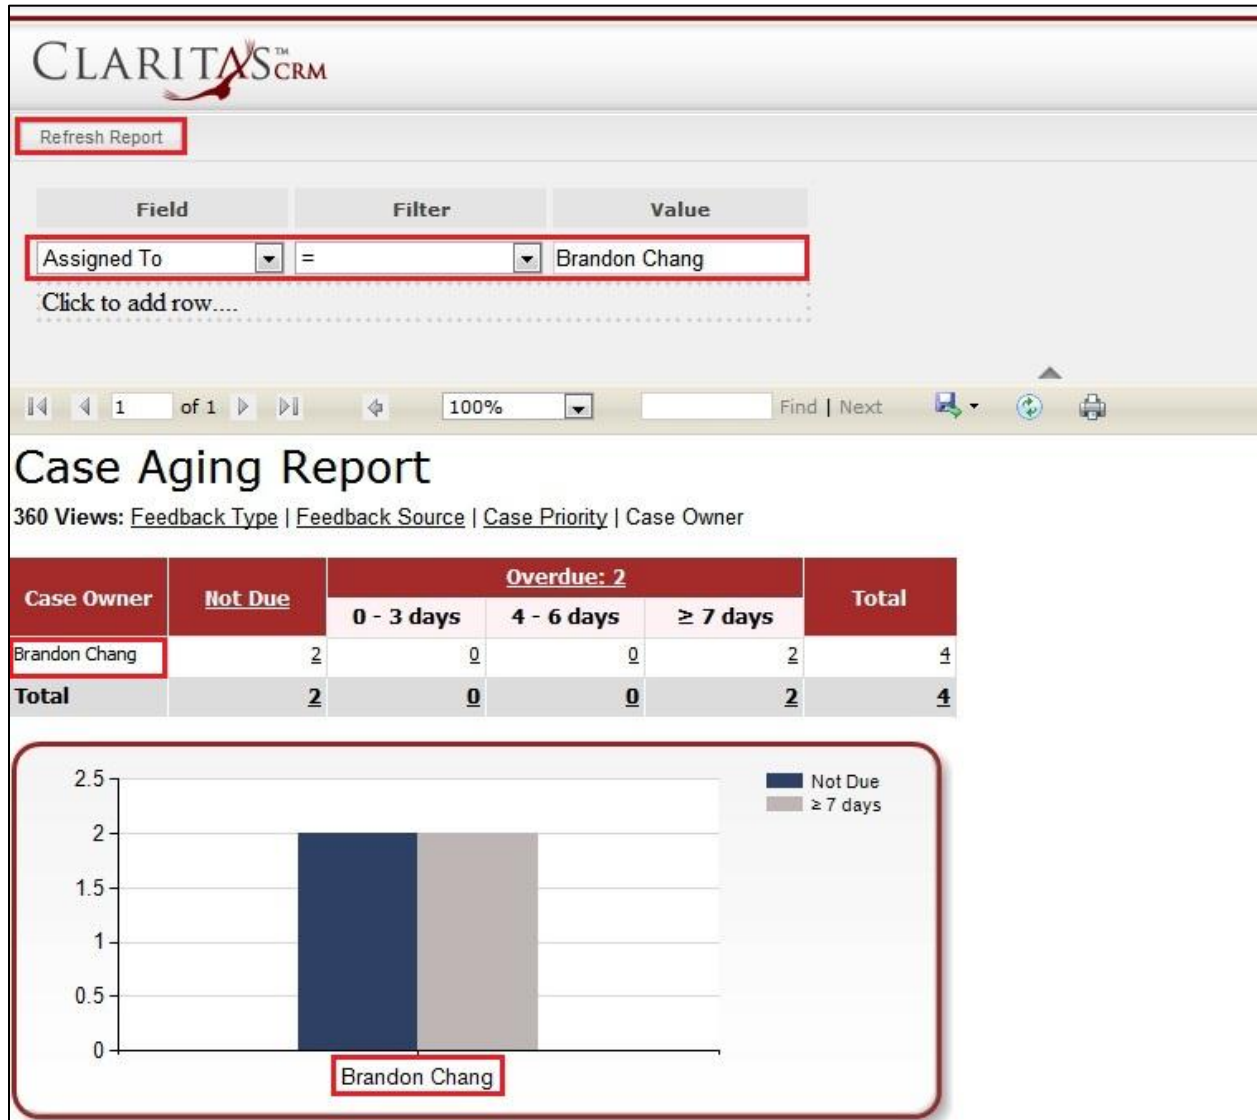 CLARITAS™ CRM
Refresh Report
Field Filter Value
Assigned To = Brandon Chang
Click to add row....
1 of 1 100% Find | Next
Case Aging Report
360 Views: Feedback Type | Feedback Source | Case Priority | Case Owner
Case Owner Not Due Overdue: 2 Total
0 - 3 days 4 - 6 days ≥ 7 days
Brandon Chang 2 0 0 2 4
Total 2 0 0 2 4
2.5 Not Due
≥ 7 days
2
1.5
1
0.5
0
Brandon Chang